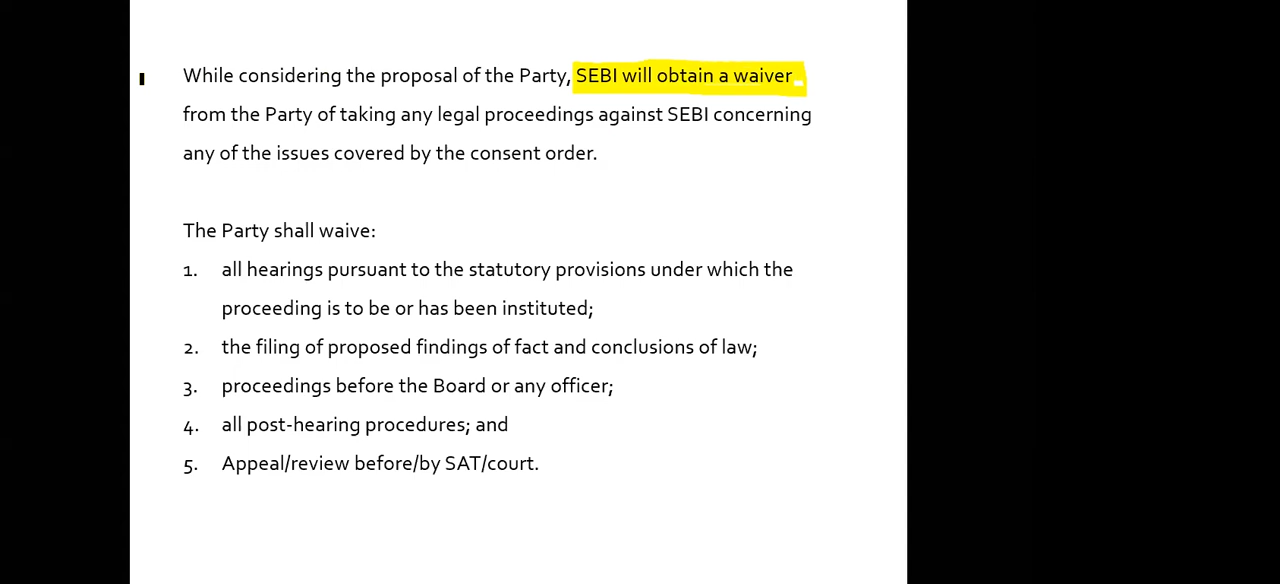 While considering the proposal of the Party, SEBI will obtain a waiver
from the Party of taking any legal proceedings against SEBI concerning
any of the issues covered by the consent order.
The Party shall waive:
1. all hearings pursuant to the statutory provisions under which the
proceeding is to be or has been instituted;
2. the filing of proposed findings of fact and conclusions of law;
3. proceedings before the Board or any officer;
4. all post-hearing procedures; and
5. Appeal/review before/by SAT/court.